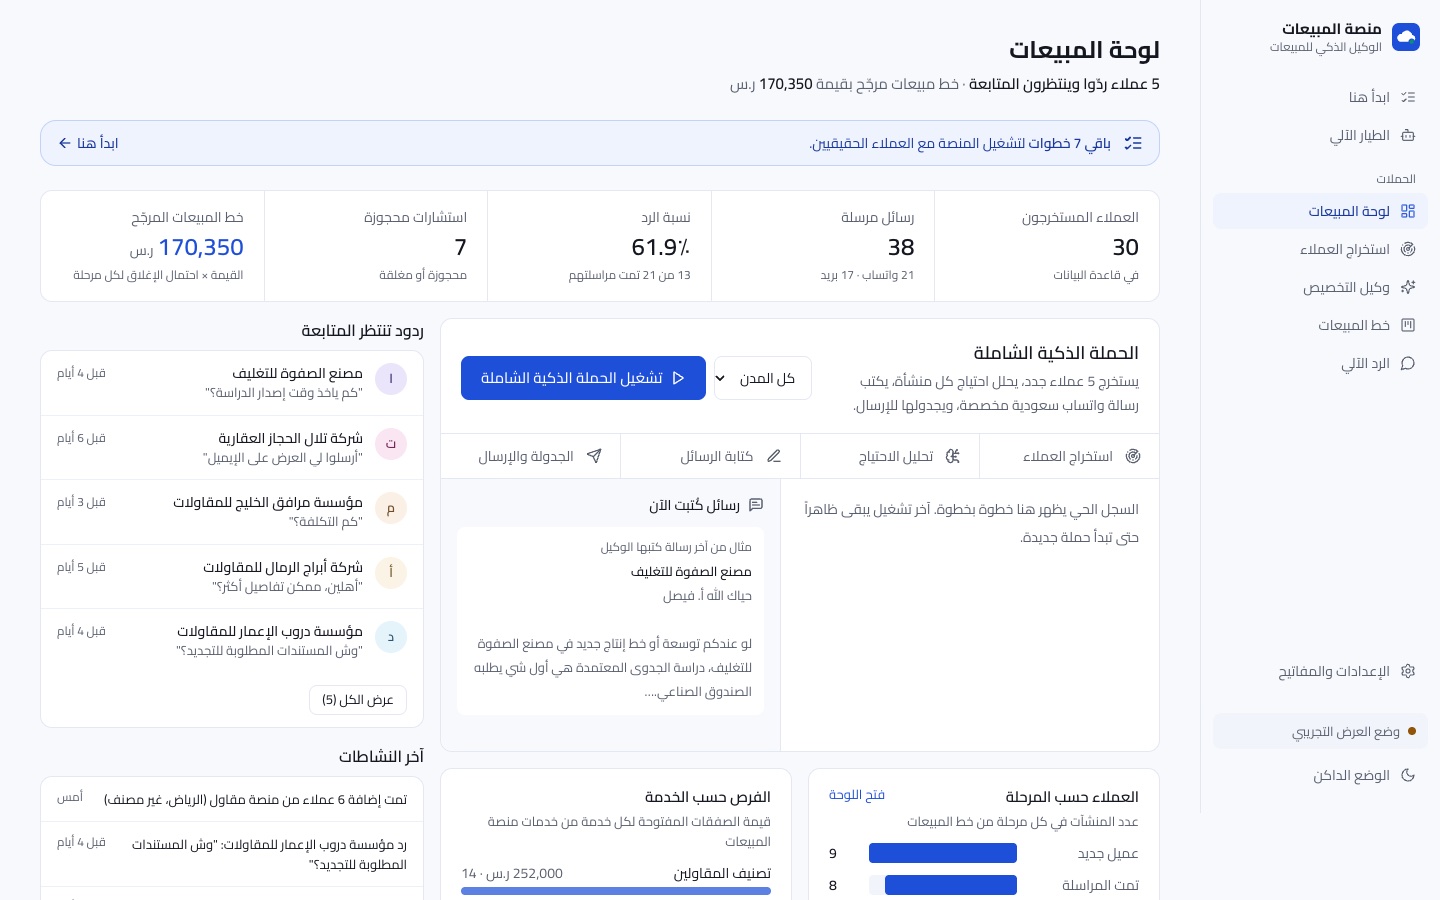 منصة المبيعات
الوكيل الذكي للمبيعات
ابدأ هنا
الطيار الآلي
الحملات
لوحة المبيعات
استخراج العملاء
وكيل التخصيص
خط المبيعات
الرد الآلي
الإعدادات والمفاتيح
وضع العرض التجريبي
الوضع الداكن
لوحة المبيعات
5 عملاء ردّوا وينتظرون المتابعة · خط مبيعات مرجّح بقيمة 170,350 ر.س
باقي 7 خطوات لتشغيل المنصة مع العملاء الحقيقيين.
ابدأ هنا
العملاء المستخرجون
30
في قاعدة البيانات
رسائل مرسلة
38
21 واتساب · 17 بريد
نسبة الرد
61.9٪
13 من 21 تمت مراسلتهم
استشارات محجوزة
7
محجوزة أو مغلقة
خط المبيعات المرجّح
170,350 ر.س
القيمة × احتمال الإغلاق لكل مرحلة
الحملة الذكية الشاملة
يستخرج 5 عملاء جدد، يحلل احتياج كل منشأة، يكتب
رسالة واتساب سعودية مخصصة، ويجدولها للإرسال.
كل المدن
تشغيل الحملة الذكية الشاملة
استخراج العملاء
تحليل الاحتياج
كتابة الرسائل
الجدولة والإرسال
السجل الحي يظهر هنا خطوة بخطوة. آخر تشغيل يبقى ظاهراً
حتى تبدأ حملة جديدة.
رسائل كُتبت الآن
مثال من آخر رسالة كتبها الوكيل
مصنع الصفوة للتغليف
حياك الله أ. فيصل
لو عندكم توسعة أو خط إنتاج جديد في مصنع الصفوة
للتغليف، دراسة الجدوى المعتمدة هي أول شي يطلبه
الصندوق الصناعي....
ردود تنتظر المتابعة
ا
مصنع الصفوة للتغليف
قبل 4 أيام
"كم ياخذ وقت إصدار الدراسة؟"
ت
شركة تلال الحجاز العقارية
قبل 6 أيام
"أرسلوا لي العرض على الإيميل"
م
مؤسسة مرافق الخليج للمقاولات
قبل 3 أيام
"كم التكلفة؟"
أ
شركة أبراج الرمال للمقاولات
قبل 5 أيام
"أهلين، ممكن تفاصيل أكثر؟"
د
مؤسسة دروب الإعمار للمقاولات
قبل 4 أيام
"وش المستندات المطلوبة للتجديد؟"
عرض الكل (5)
آخر النشاطات
تمت إضافة 6 عملاء من منصة مقاول (الرياض، غير مصنف)
أمس
رد مؤسسة دروب الإعمار للمقاولات: "وش المستندات
المطلوبة للتجديد؟"
قبل 4 أيام
العملاء حسب المرحلة
فتح اللوحة
عدد المنشآت في كل مرحلة من خط المبيعات
عميل جديد
9
تمت المراسلة
8
الفرص حسب الخدمة
قيمة الصفقات المفتوحة لكل خدمة من خدمات منصة
المبيعات
تصنيف المقاولين
252,000 ر.س · 14